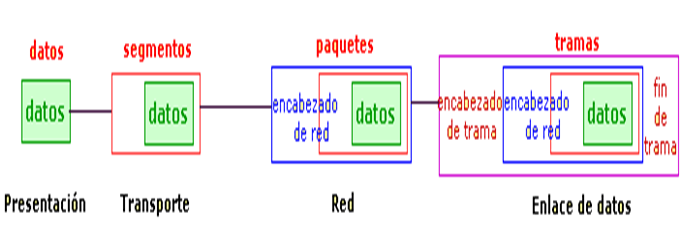 datos
segmentos
paquetes
tramas
datos
datos
encabezado
de red
datos
encabezado
de trama
encabezado
de red
datos
fin
de
trama
Presentación
Transporte
Red
Enlace de datos